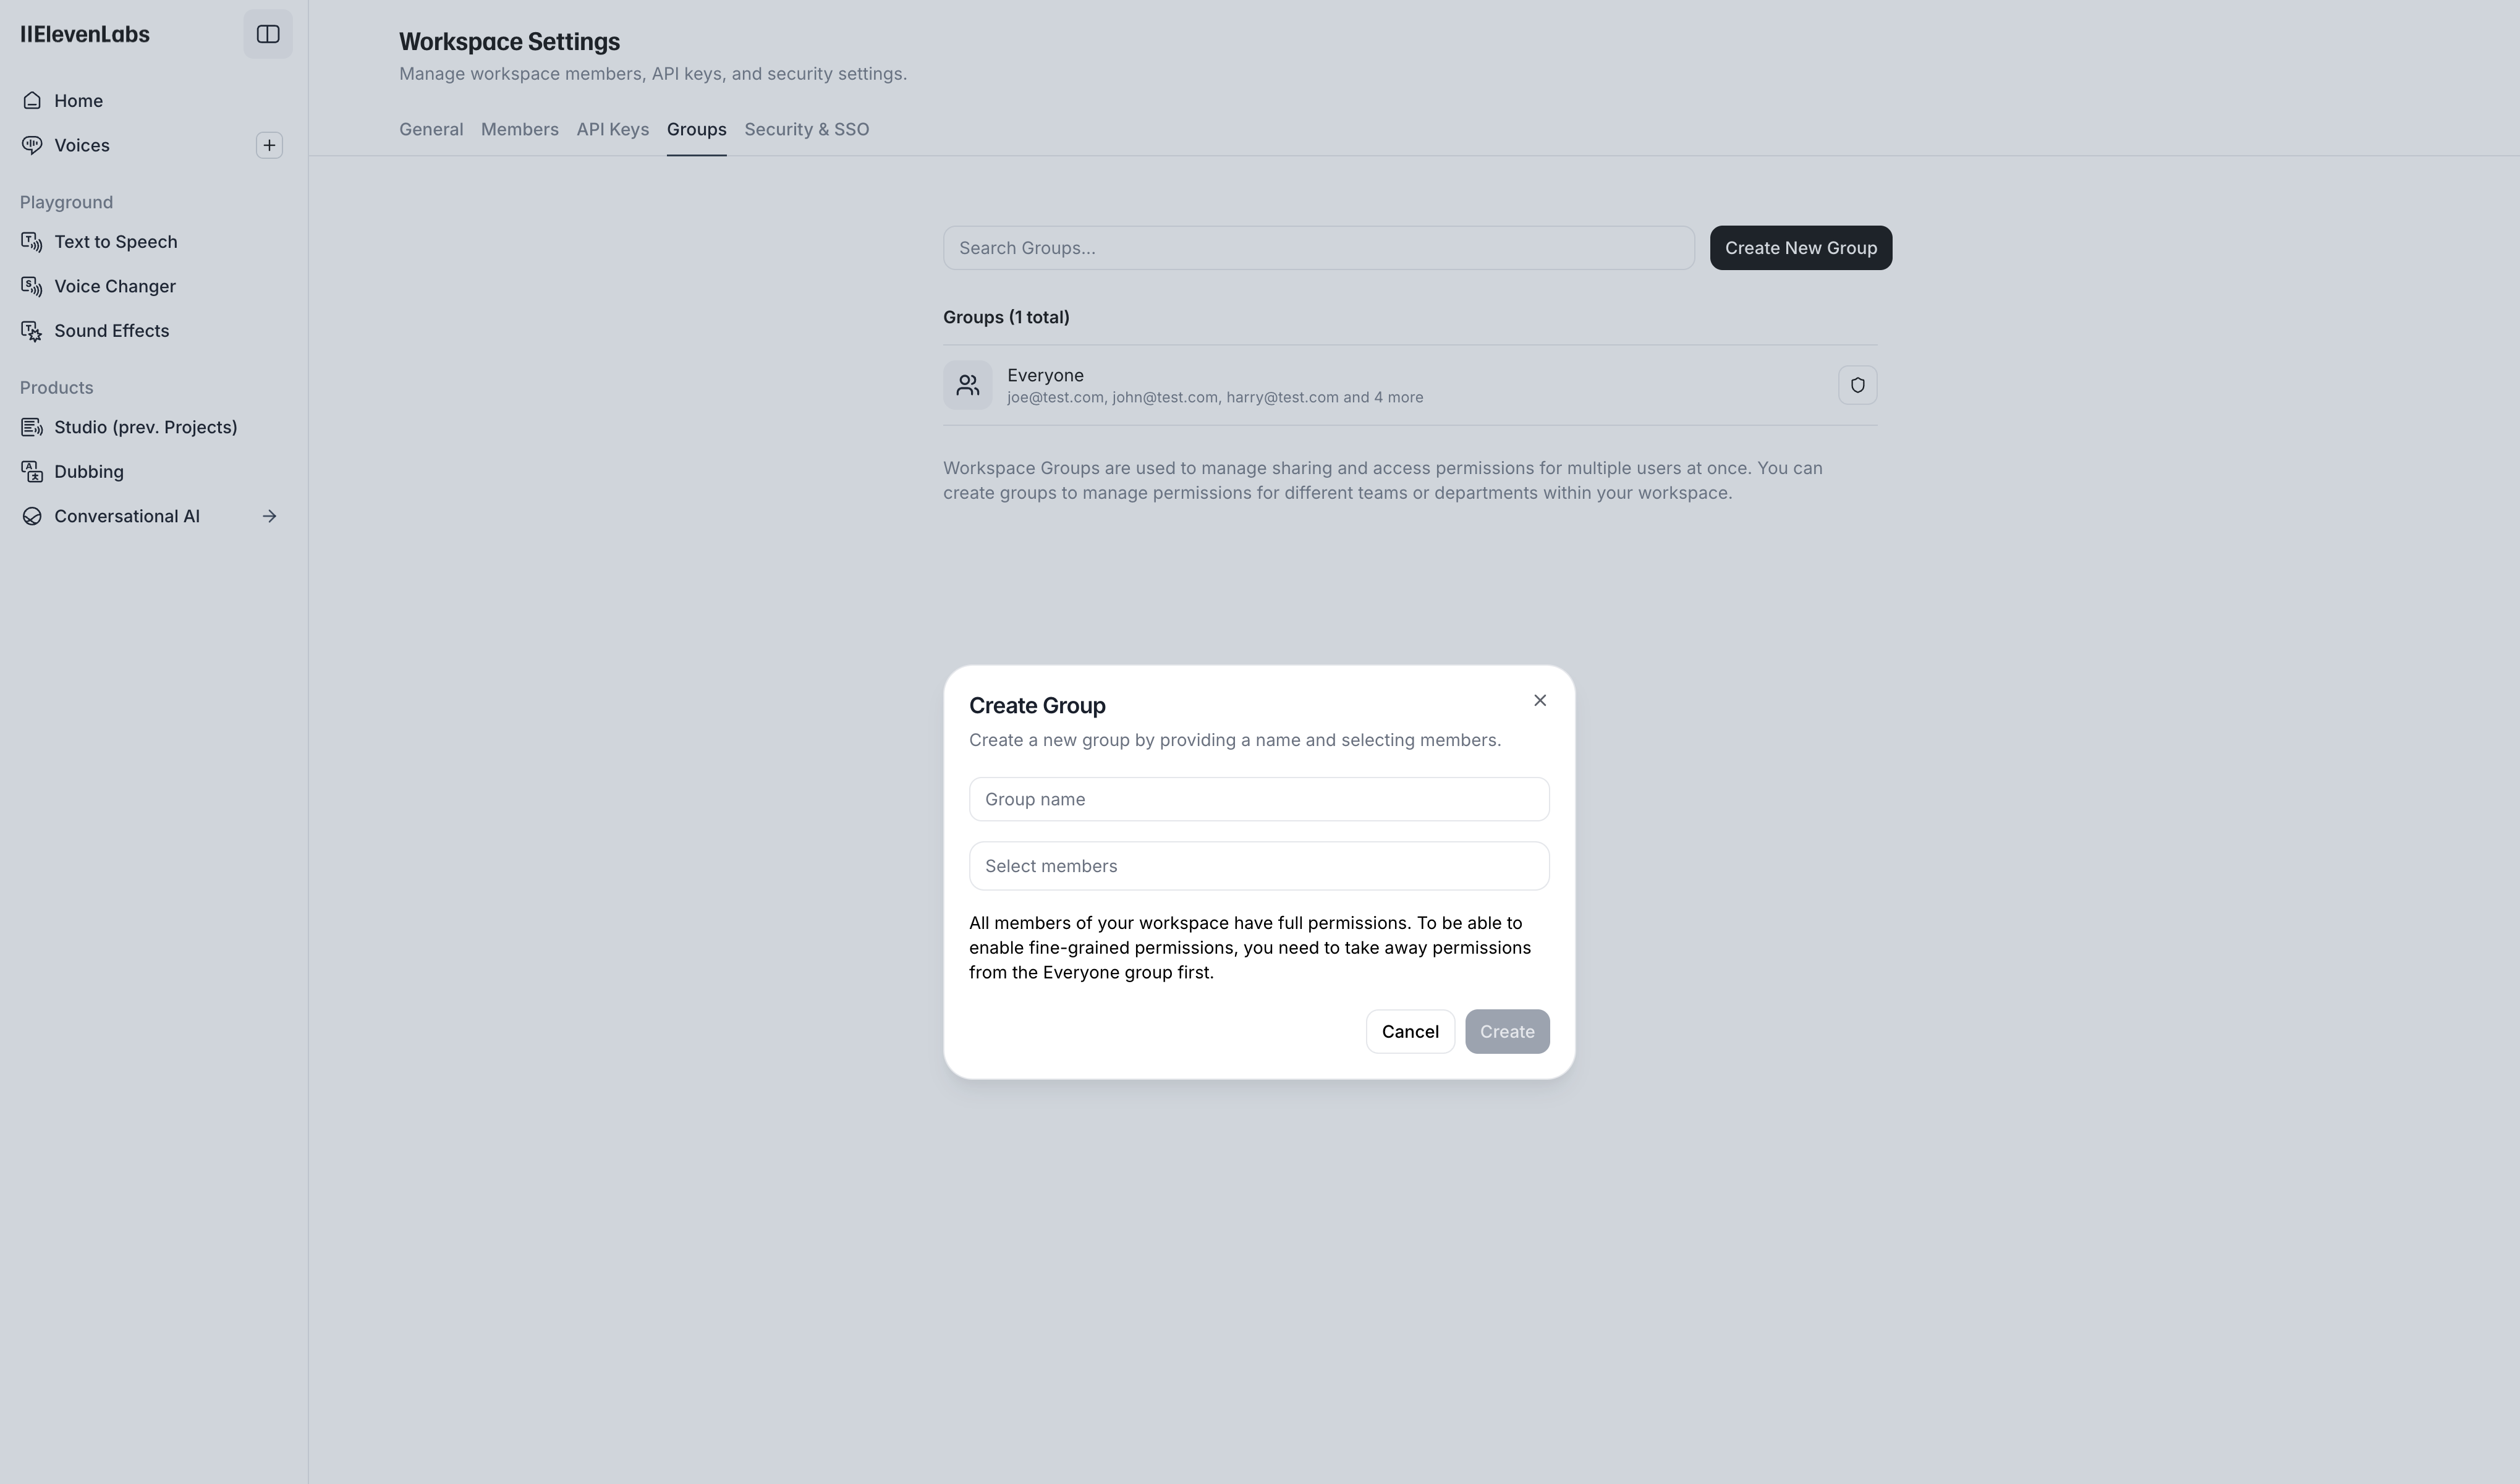 IIElevenLabs
Home
Voices
Playground
Text to Speech
Voice Changer
Sound Effects
Products
Studio (prev. Projects)
Dubbing
Conversational AI
Workspace Settings
Manage workspace members, API keys, and security settings.
General Members API Keys Groups Security & SSO
Search Groups...
Create New Group
Groups (1 total)
Everyone
joe@test.com, john@test.com, harry@test.com and 4 more
Workspace Groups are used to manage sharing and access permissions for multiple users at once. You can
create groups to manage permissions for different teams or departments within your workspace.
Create Group
Create a new group by providing a name and selecting members.
Group name
Select members
All members of your workspace have full permissions. To be able to
enable fine-grained permissions, you need to take away permissions
from the Everyone group first.
Cancel Create